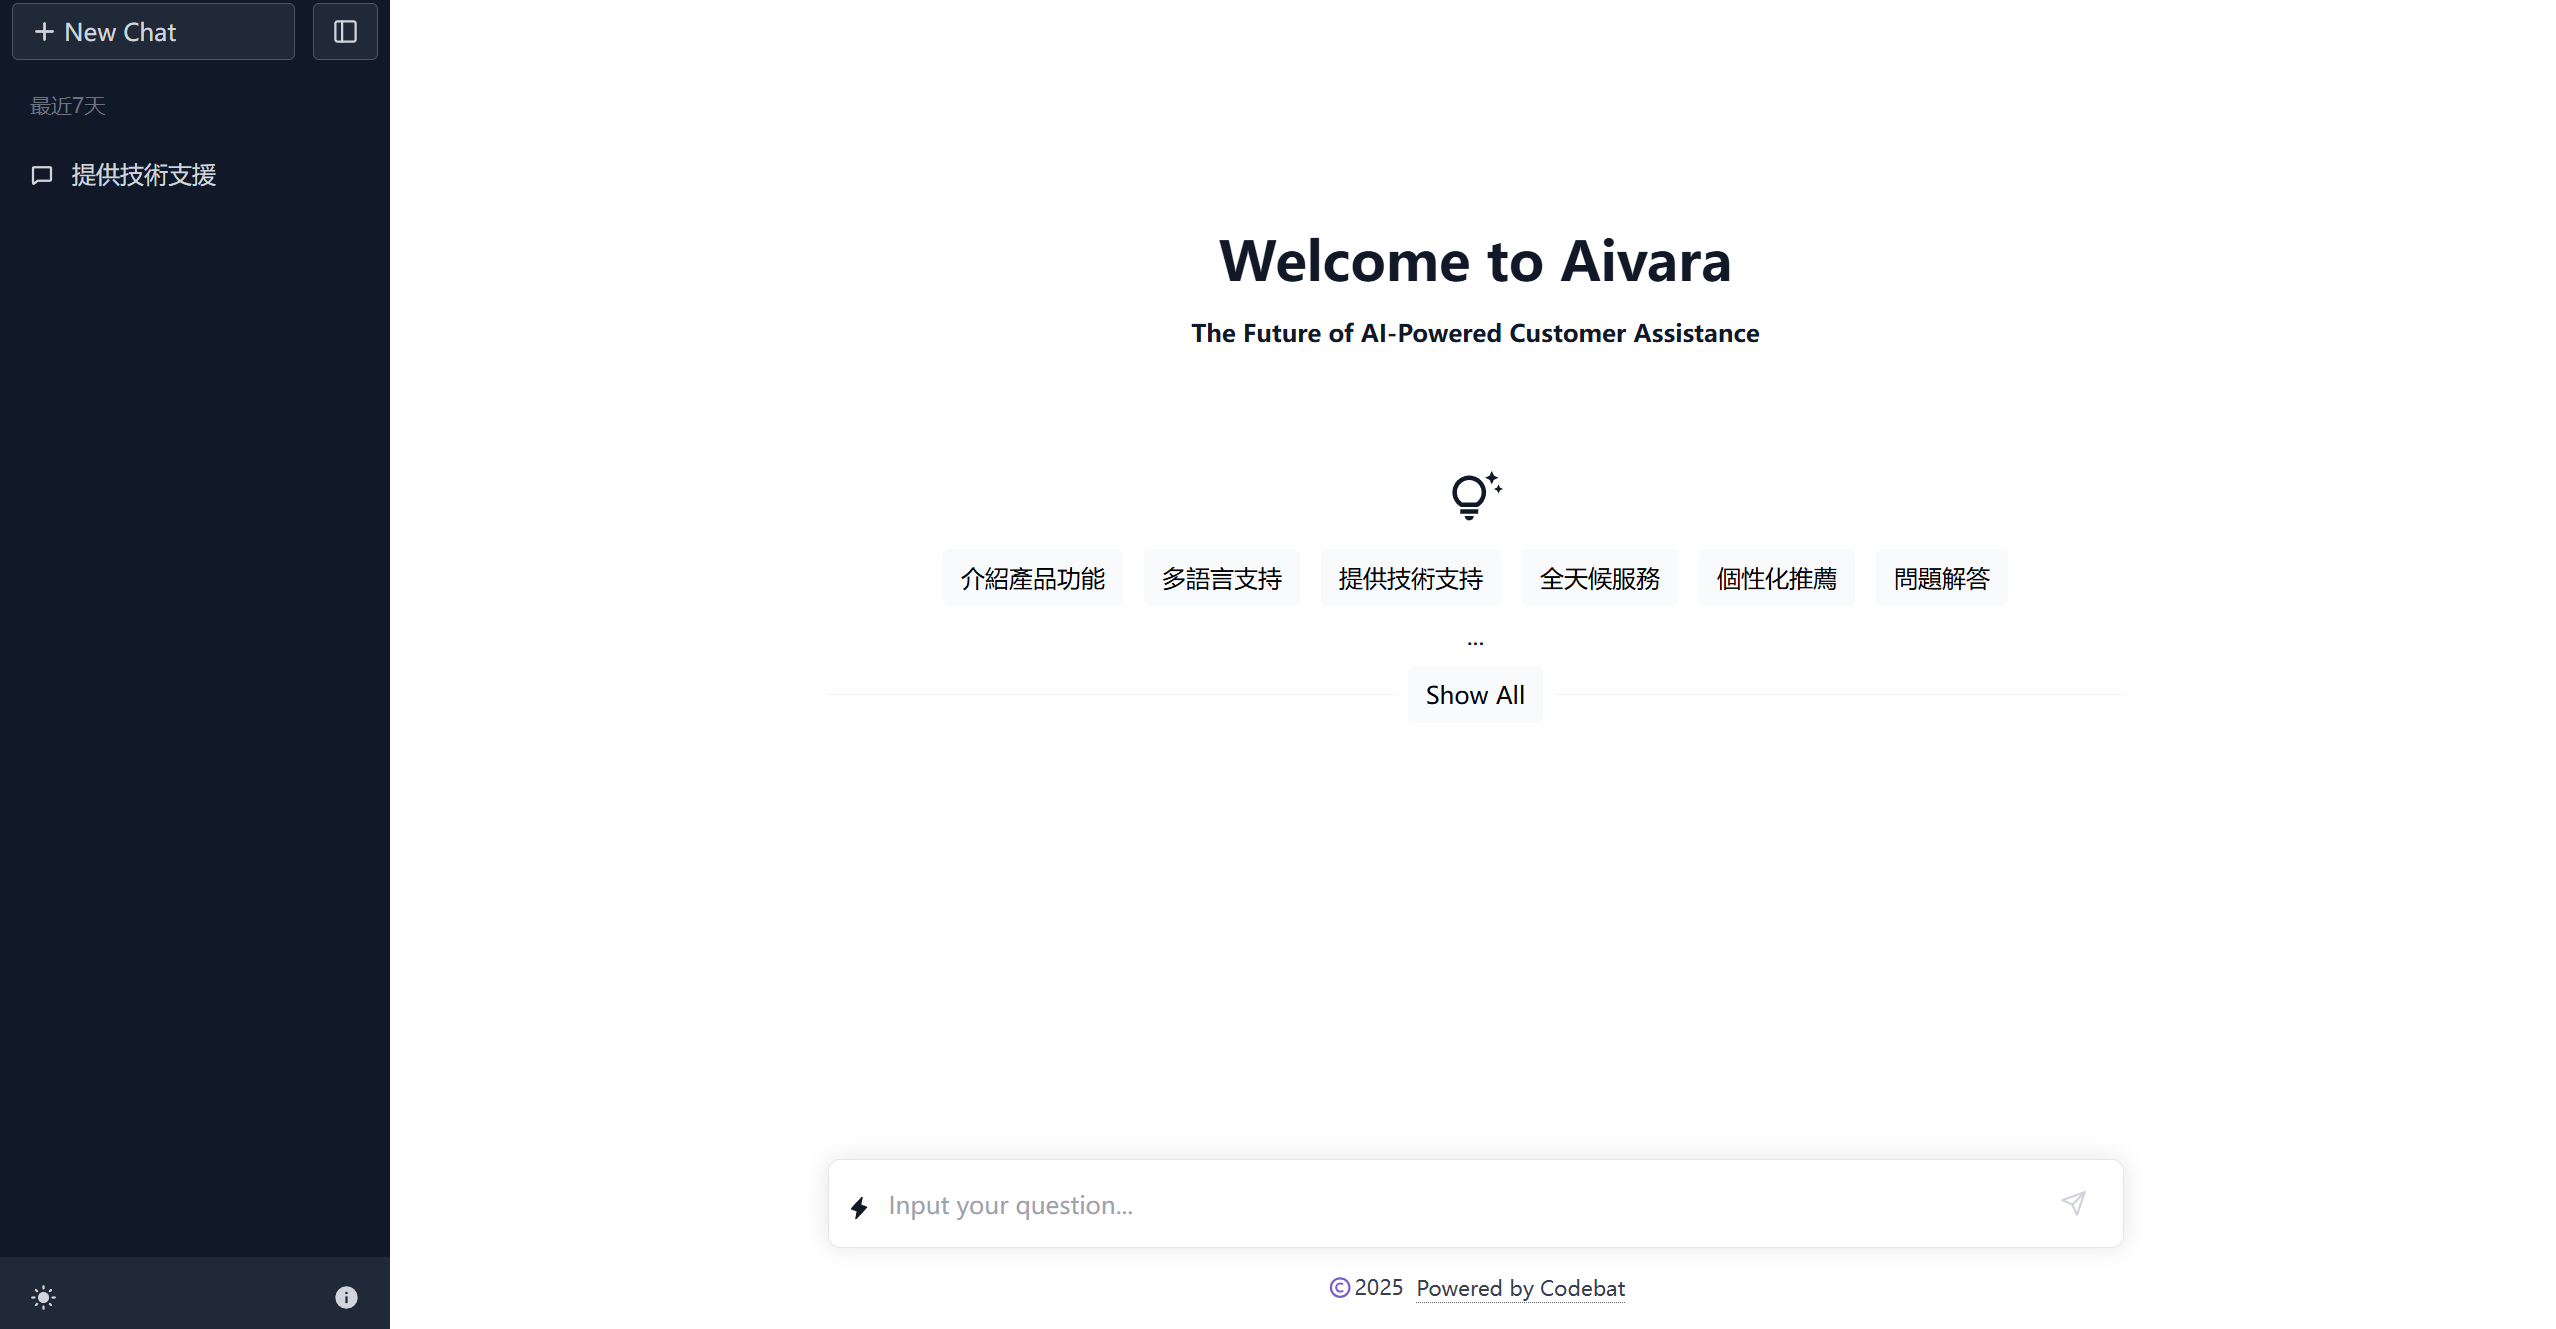 New Chat
最近7天
提供技術支援
Welcome to Aivara
The Future of AI-Powered Customer Assistance
介紹產品功能 多語言支持 提供技術支持 全天候服務 個性化推薦 問題解答
...
Show All
Input your question...
©2025 Powered by Codebat